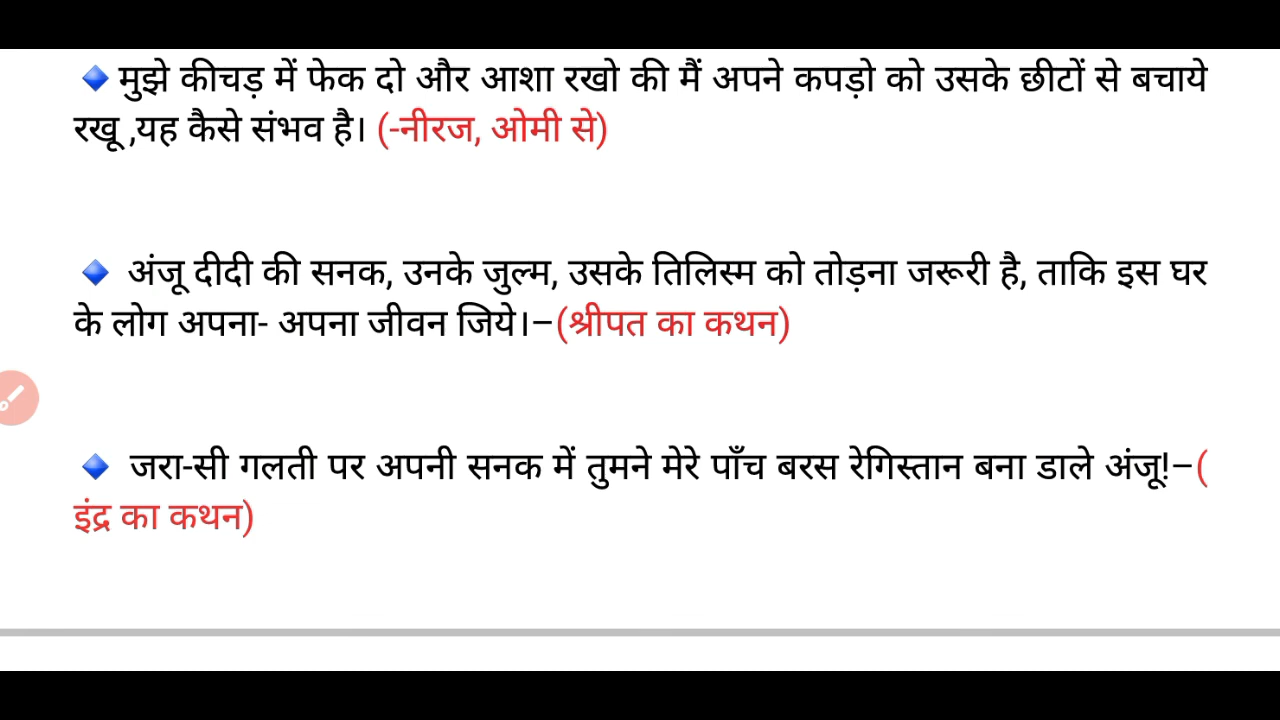 🔹मुझे कीचड़ में फेक दो और आशा रखो की मैं अपने कपड़ो को उसके छीटों से बचाये
रखू ,यह कैसे संभव है। (-नीरज, ओमी से)
🔹 अंजू दीदी की सनक, उनके जुल्म, उसके तिलिस्म को तोड़ना जरूरी है, ताकि इस घर
के लोग अपना- अपना जीवन जिये।–(श्रीपत का कथन)
🔹 जरा-सी गलती पर अपनी सनक में तुमने मेरे पाँच बरस रेगिस्तान बना डाले अंजू!–(
इंद्र का कथन)